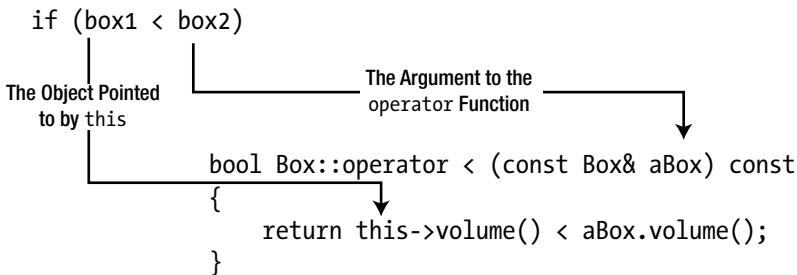 if (box1 < box2)
The Argument to the
operator Function
The Object Pointed
to by this
bool Box::operator < (const Box& aBox) const
{
return this->volume() < aBox.volume();
}